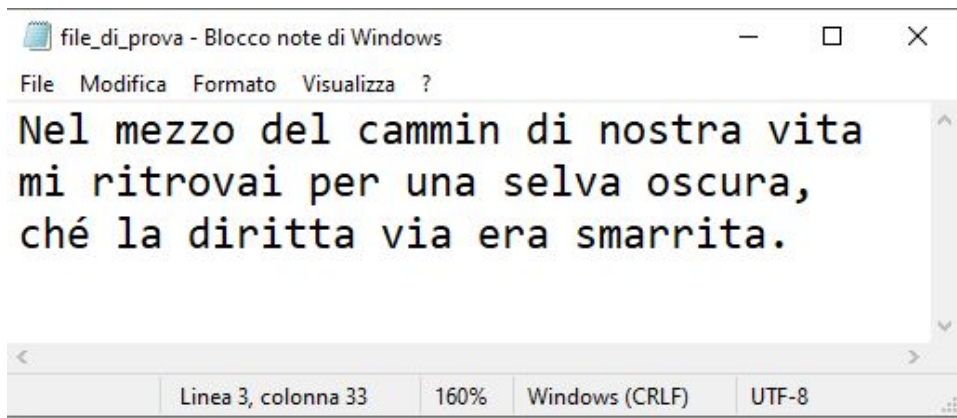 file_di_prova - Blocco note di Windows
File Modifica Formato Visualizza ?
Nel mezzo del cammin di nostra vita
mi ritrovai per una selva oscura,
ché la diritta via era smarrita.
Linea 3, colonna 33 160% Windows (CRLF) UTF-8